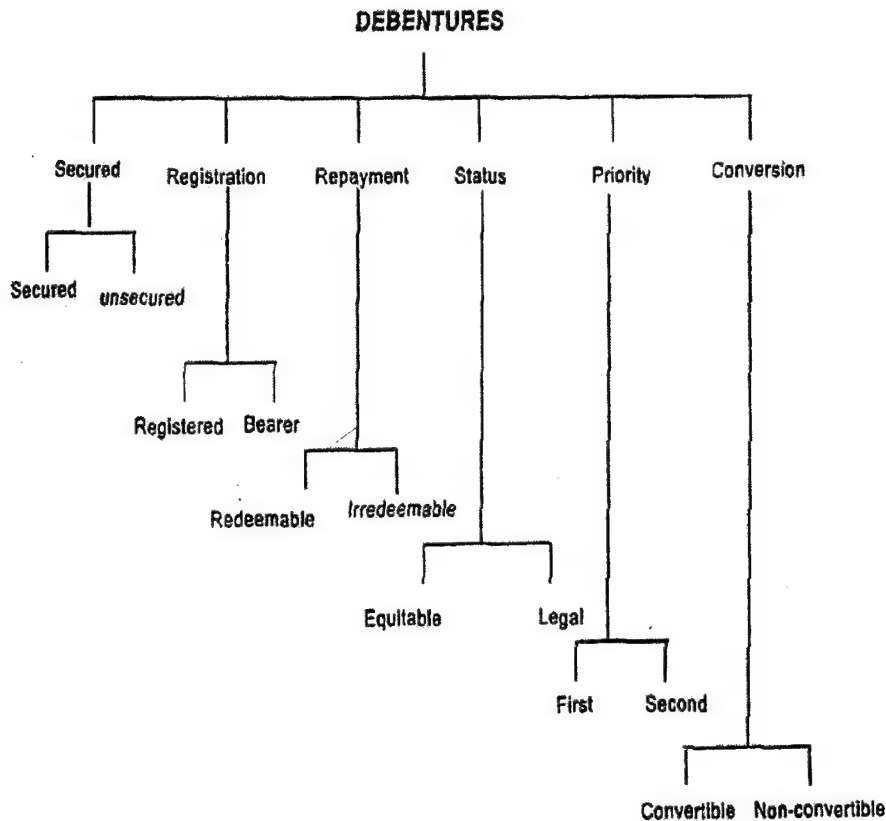 DEBENTURES
Secured Registration Repayment Status Priority Conversion
Secured unsecured
Registered Bearer
Redeemable Irredeemable
Equitable Legal
First Second
Convertible Non-convertible